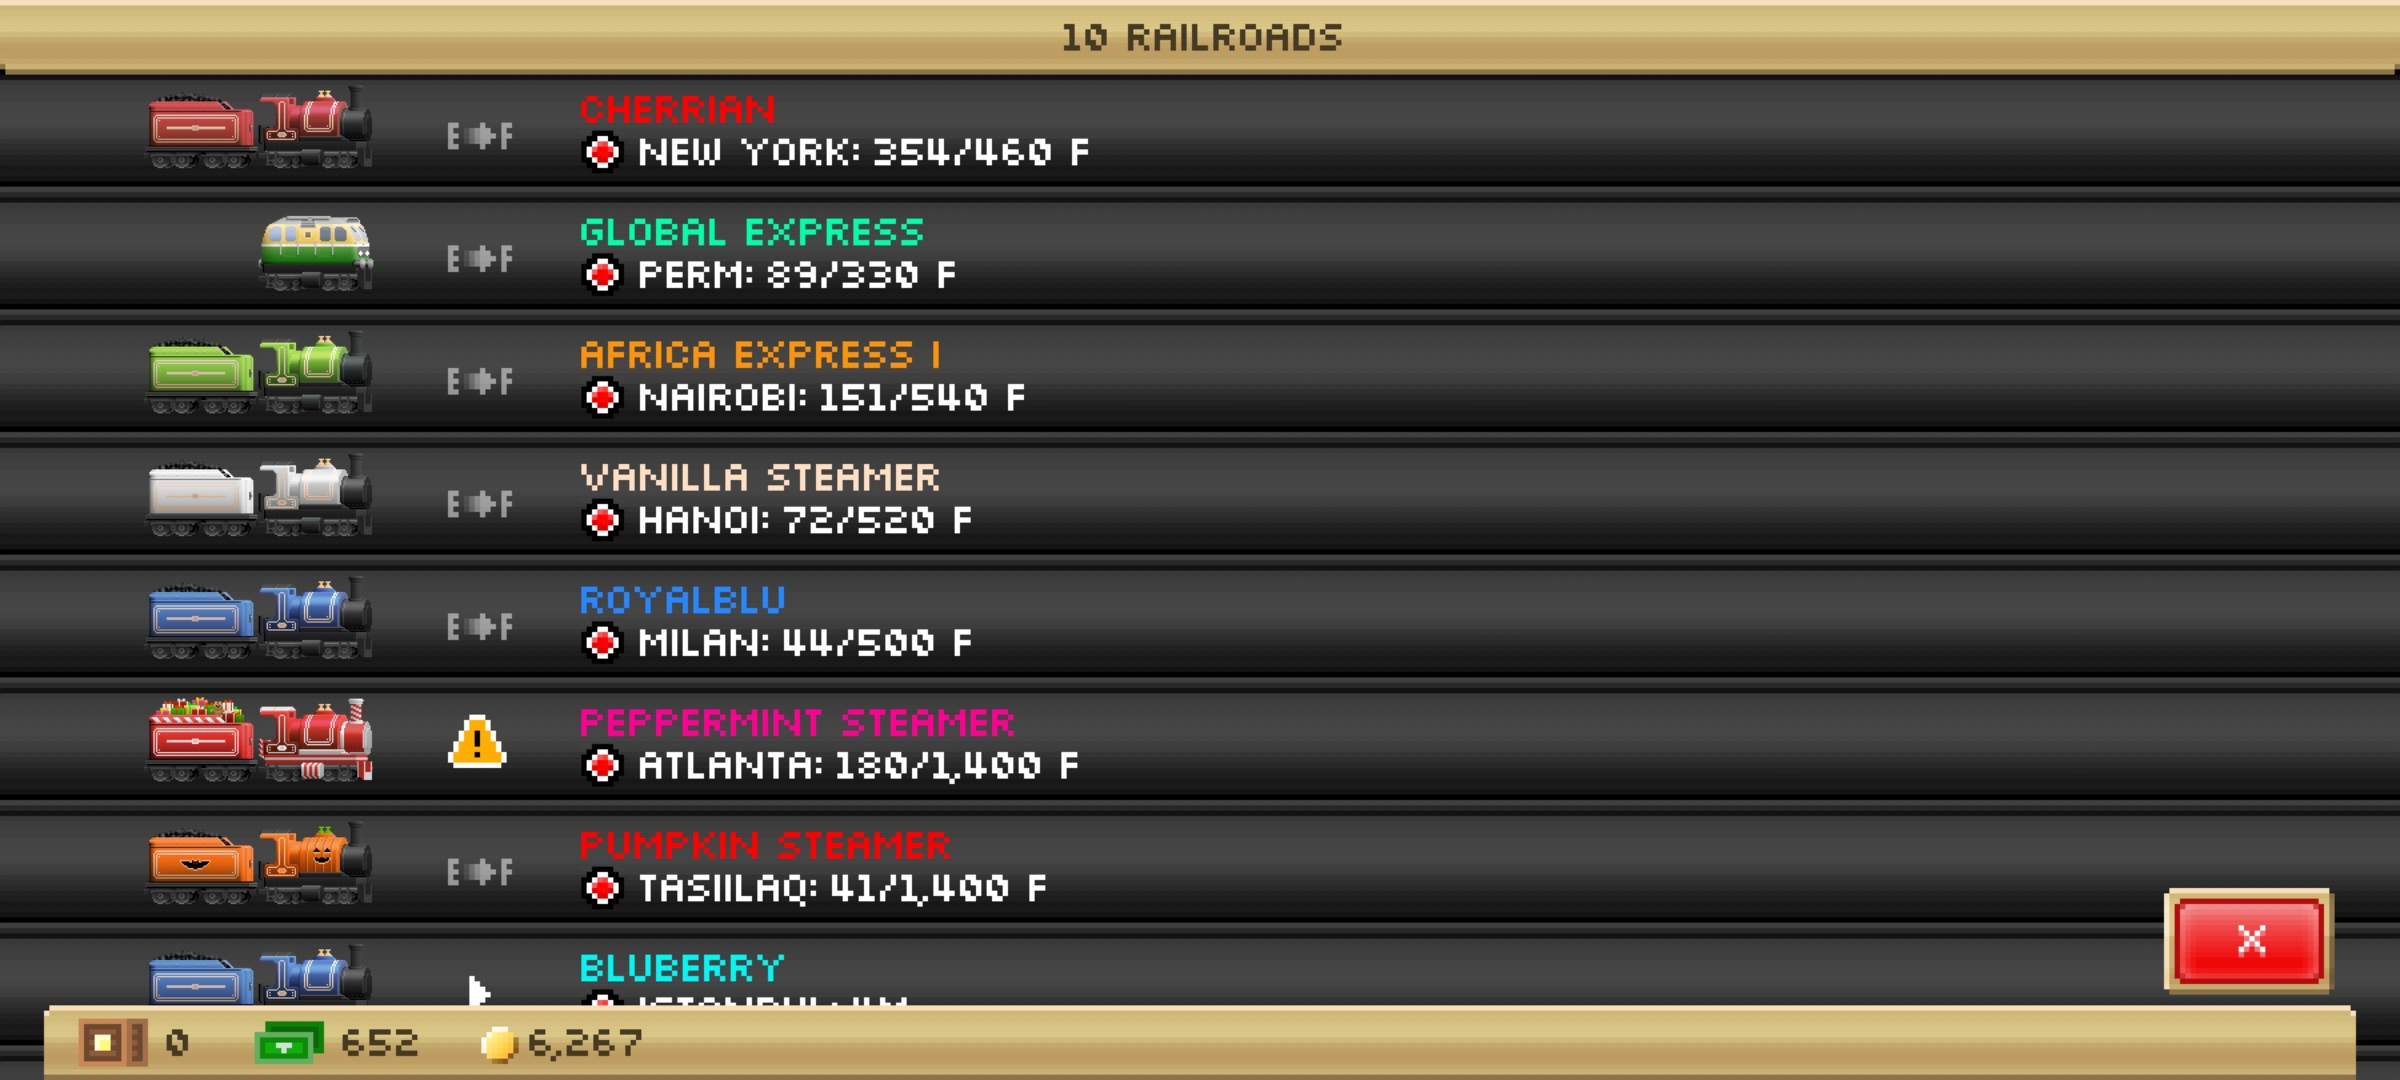 10 RAILROADS
CHERRIAN
E F
NEW YORK: 354/460 F
GLOBAL EXPRESS
E F
PERM: 89/330 F
AFRICA EXPRESS I
E F
NAIROBI: 151/540 F
VANILLA STEAMER
E F
HANOI: 72/520 F
ROYALBLU
E F
MILAN: 44/500 F
PEPPERMINT STEAMER
ATLANTA: 180/1,400 F
PUMPKIN STEAMER
E F
TASIILAQ: 41/1,400 F
X
BLUBERRY
0 652 6,267